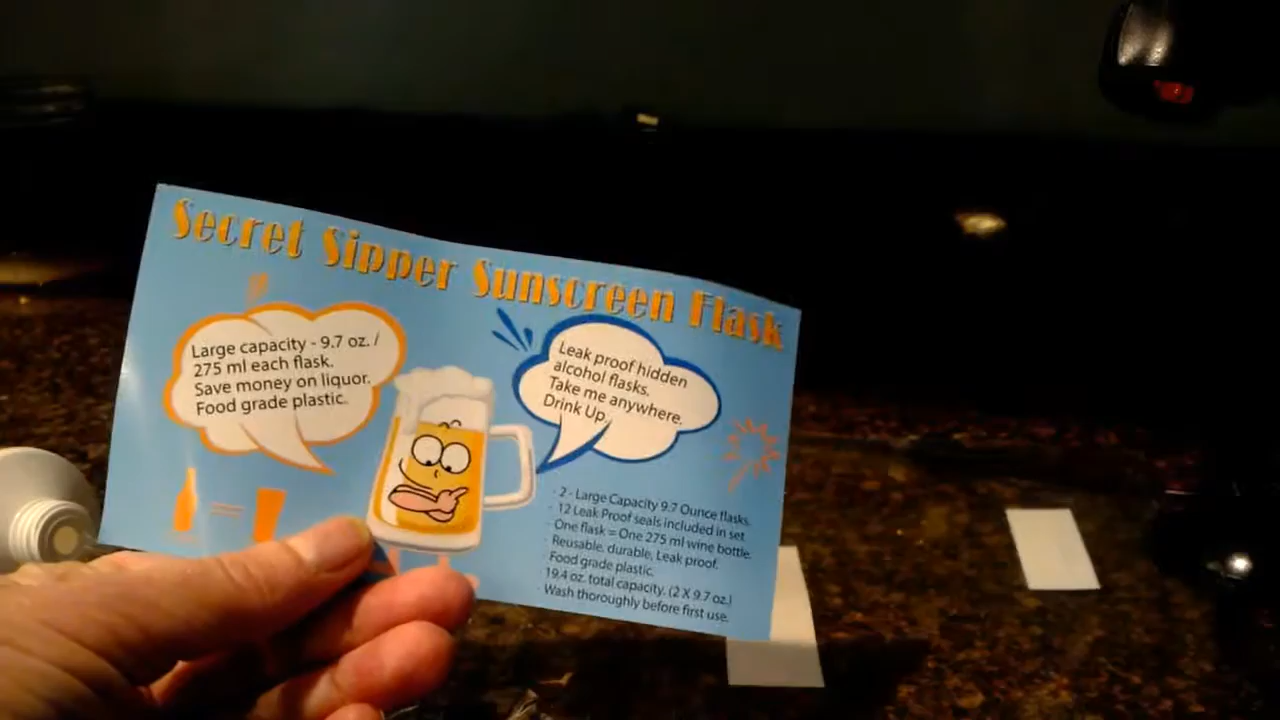 Secret Sipper Sunscreen Flask
Large capacity - 9.7 oz. /
275 ml each flask.
Save money on liquor.
Food grade plastic.
Leak proof hidden
alcohol flasks.
Take me anywhere.
Drink Up.
· 2 - Large Capacity 9.7 Ounce flasks.
· 12 Leak Proof seals included in set
· One flask = One 275 ml wine bottle.
· Reusable, durable, Leak proof.
· Food grade plastic.
· 19.4 oz. total capacity. (2 X 9.7 oz.)
· Wash thoroughly before first use.